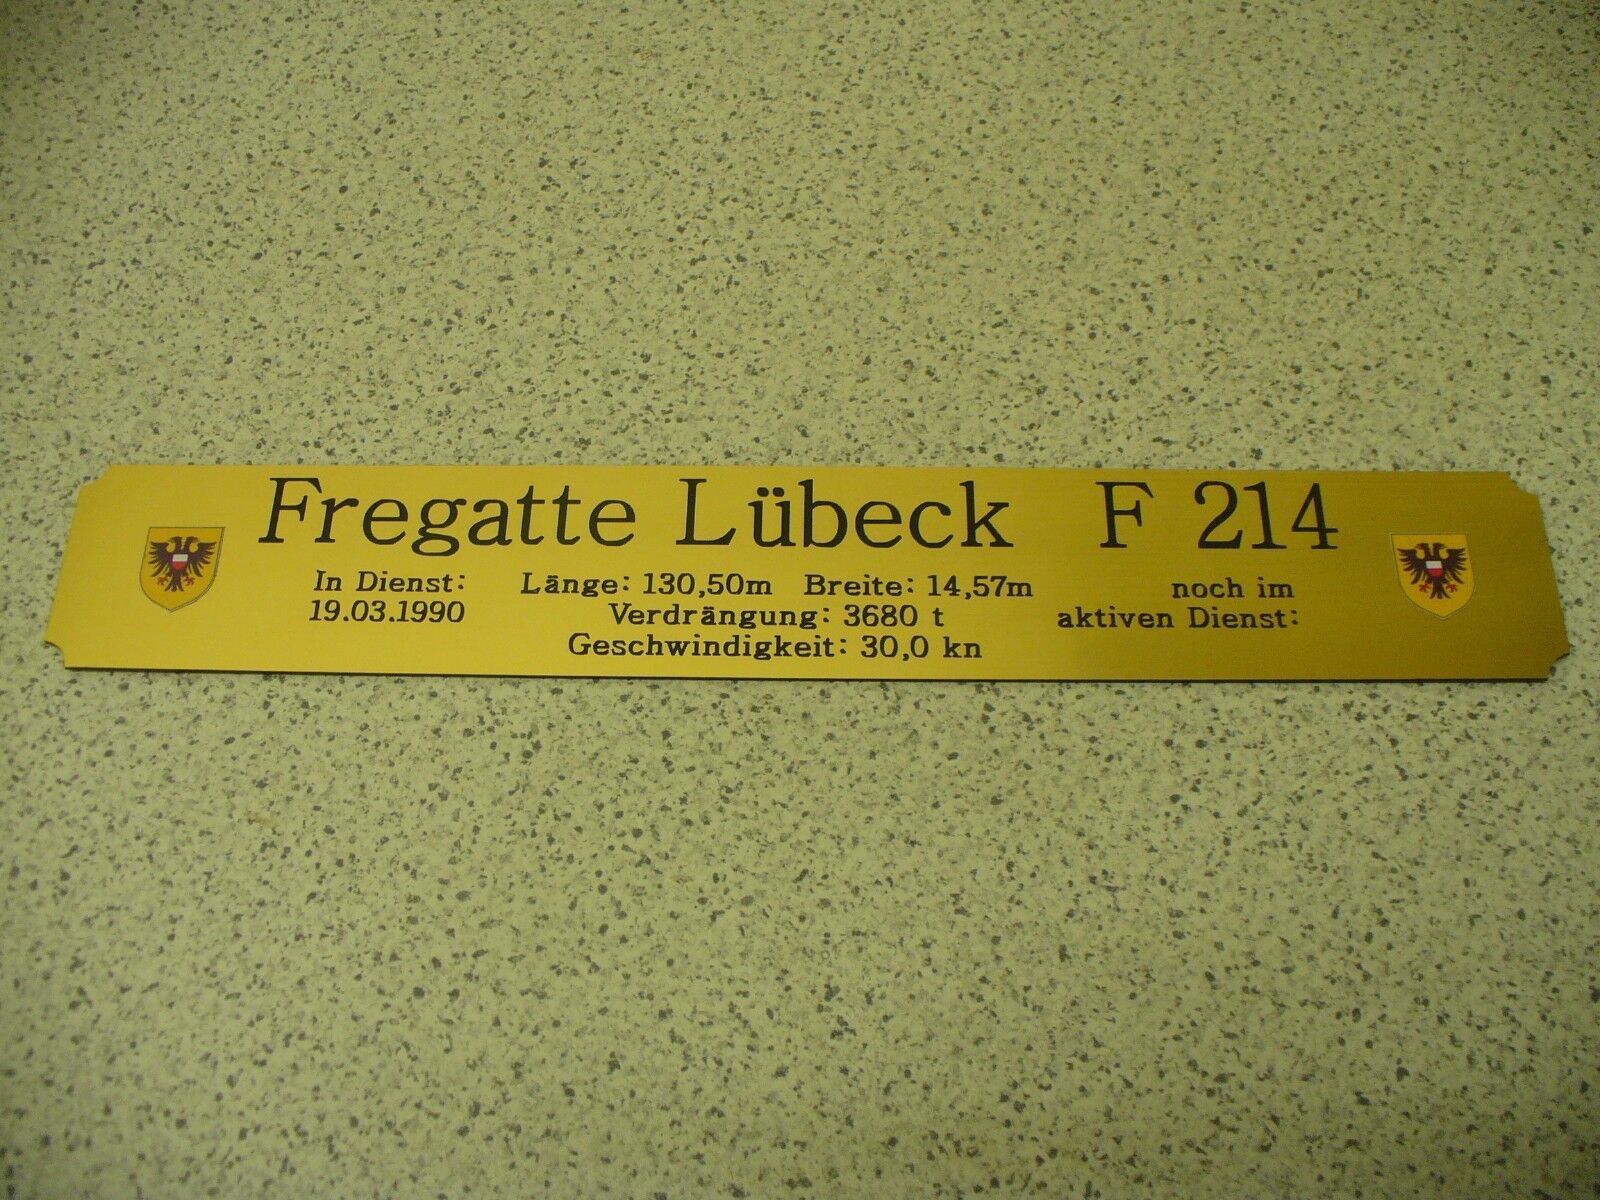 Fregatte Lübeck F 214
In Dienst: Länge: 130,50m Breite: 14,57m noch im
19.03.1990 Verdrängung: 3680 t aktiven Dienst:
Geschwindigkeit: 30,0 kn